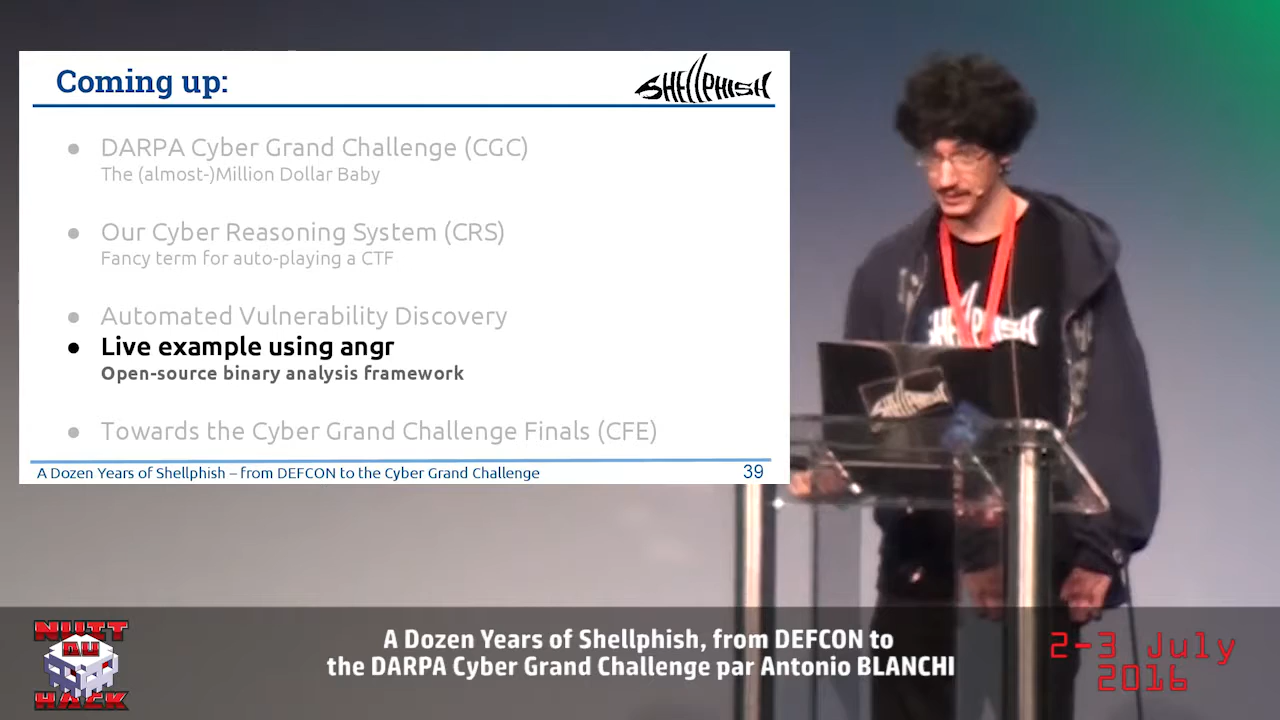 Coming up:
SHELLPHISH
DARPA Cyber Grand Challenge (CGC)
The (almost-)Million Dollar Baby
Our Cyber Reasoning System (CRS)
Fancy term for auto-playing a CTF
Automated Vulnerability Discovery
Live example using angr
Open-source binary analysis framework
Towards the Cyber Grand Challenge Finals (CFE)
A Dozen Years of Shellphish – from DEFCON to the Cyber Grand Challenge
39
SHELLPHISH
NUIT
DU
HACK
A Dozen Years of Shellphish, from DEFCON to
the DARPA Cyber Grand Challenge par Antonio BLANCHI
2-3 July
2016